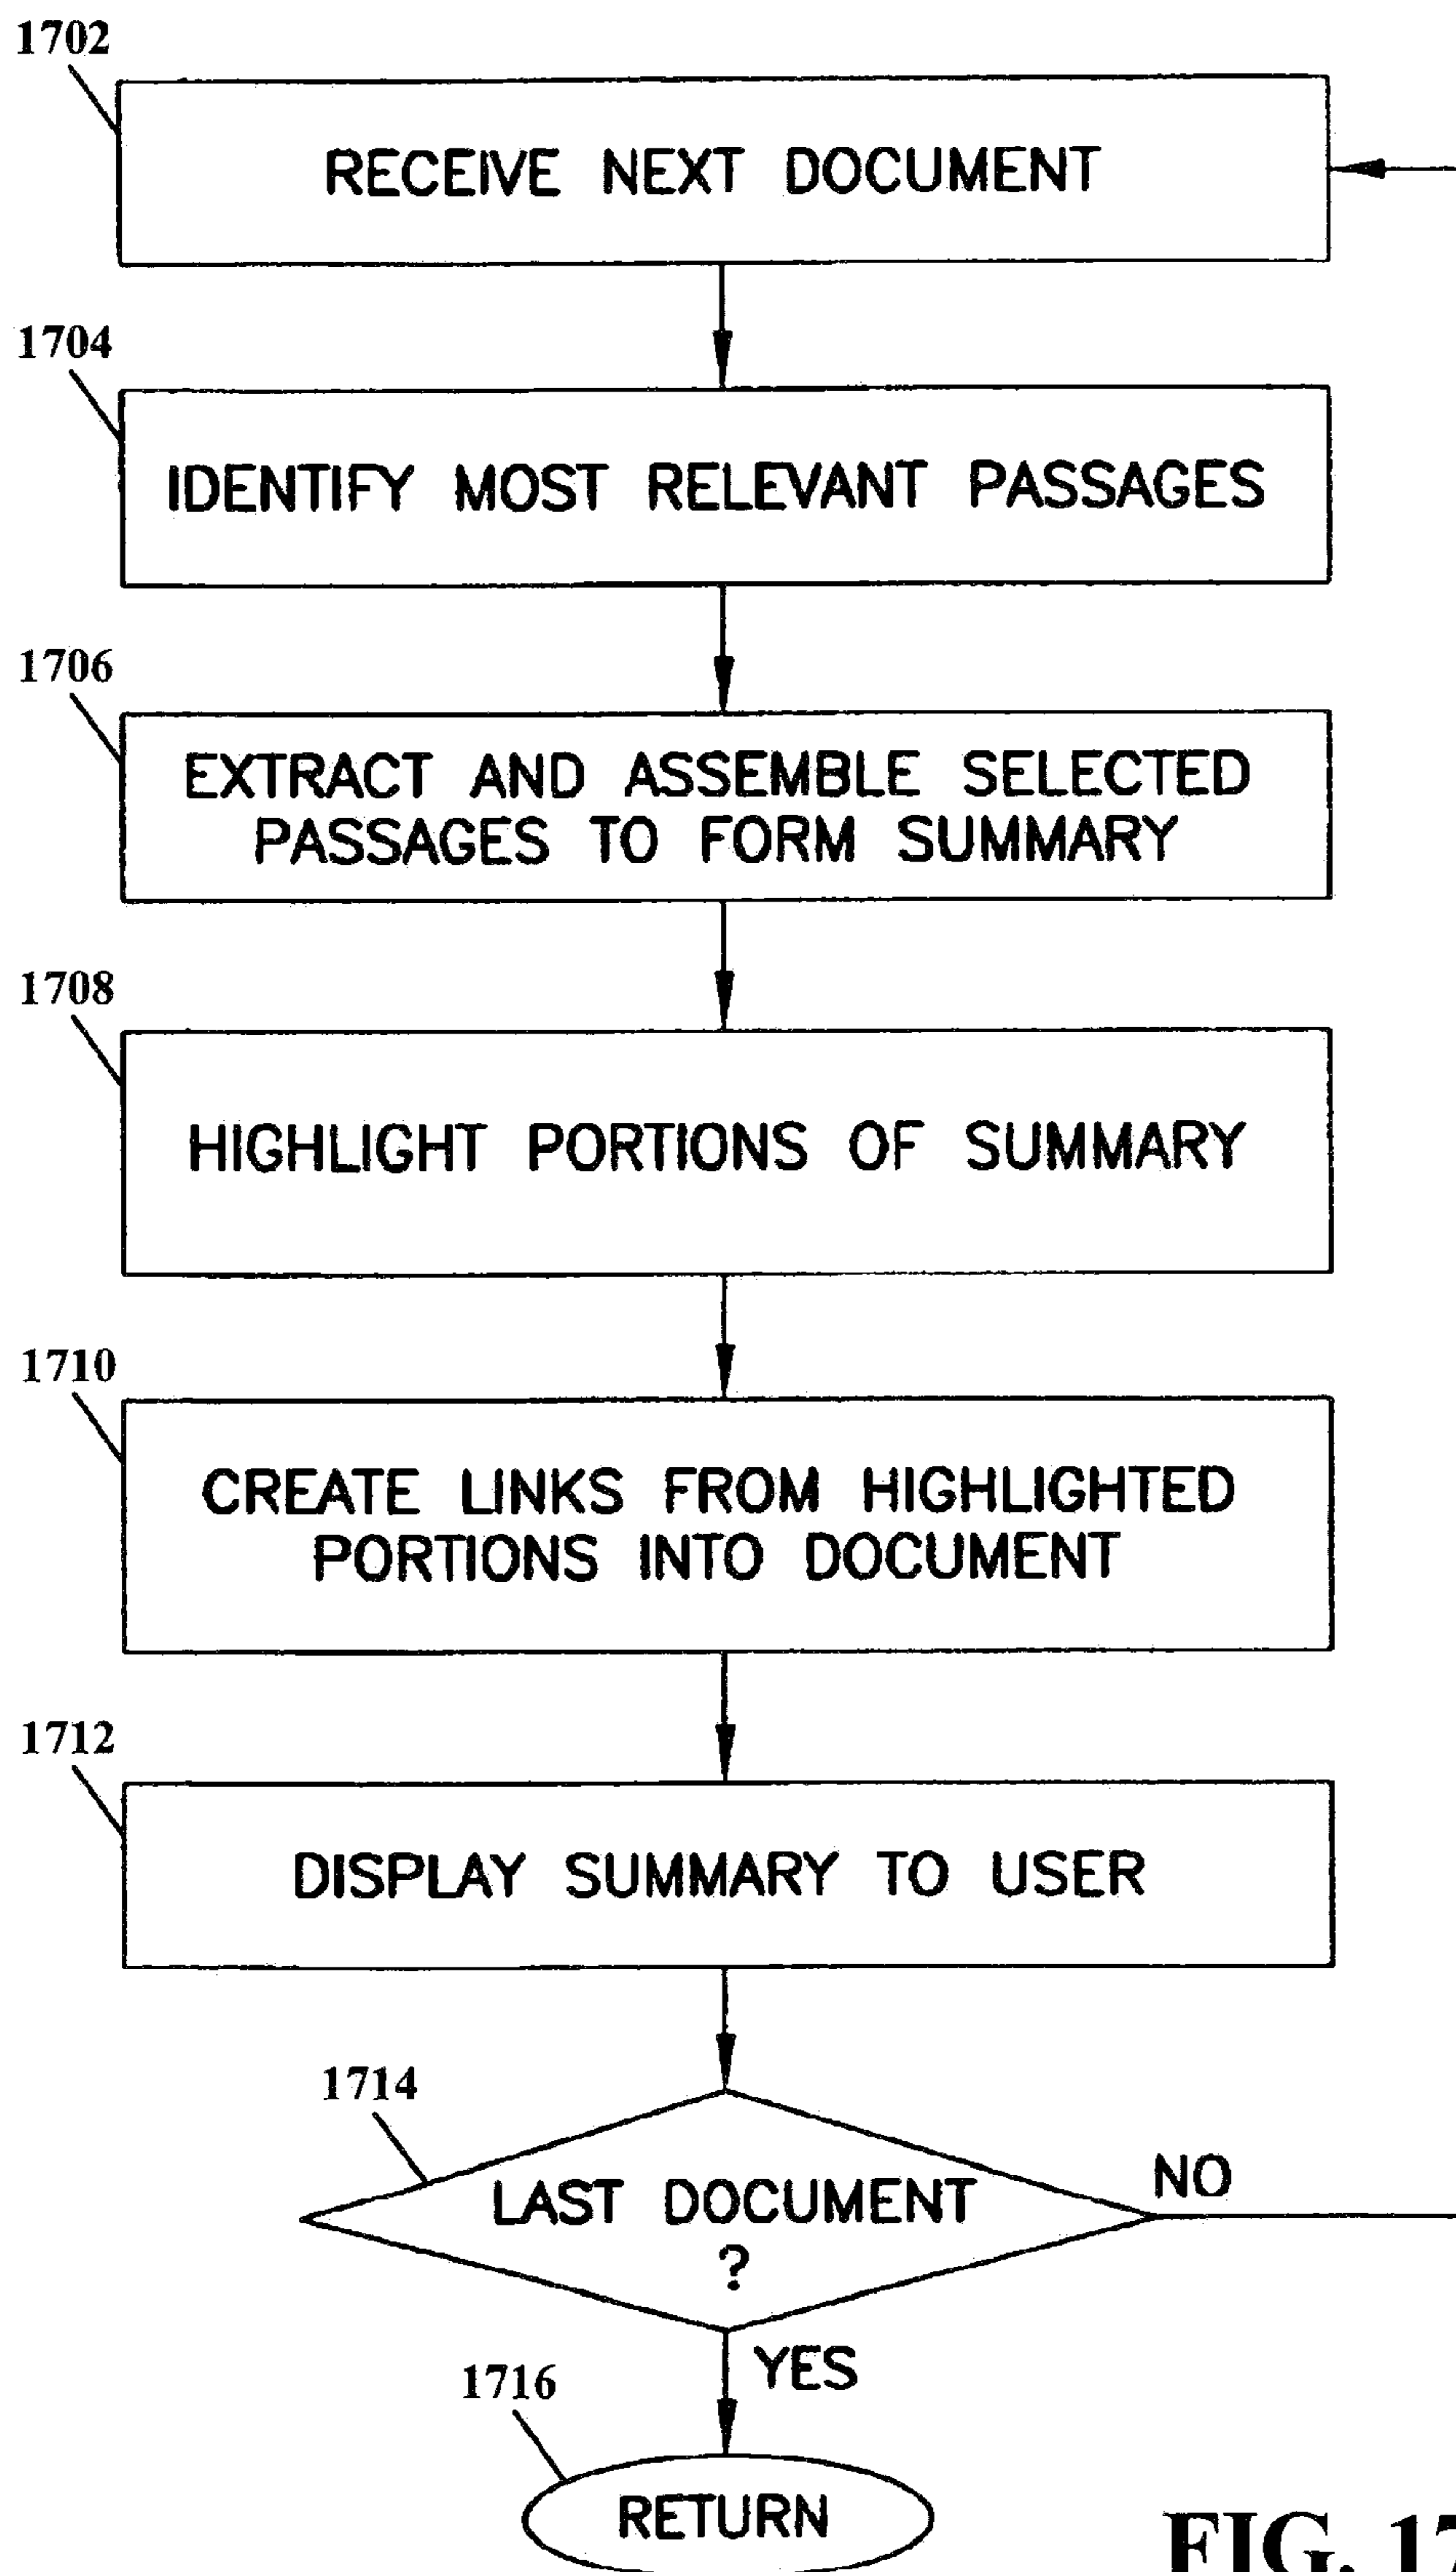 1702
RECEIVE NEXT DOCUMENT
1704
IDENTIFY MOST RELEVANT PASSAGES
1706
EXTRACT AND ASSEMBLE SELECTED
PASSAGES TO FORM SUMMARY
1708
HIGHLIGHT PORTIONS OF SUMMARY
1710
CREATE LINKS FROM HIGHLIGHTED
PORTIONS INTO DOCUMENT
1712
DISPLAY SUMMARY TO USER
1714
LAST DOCUMENT
?
NO
YES
1716
RETURN
FIG. 17